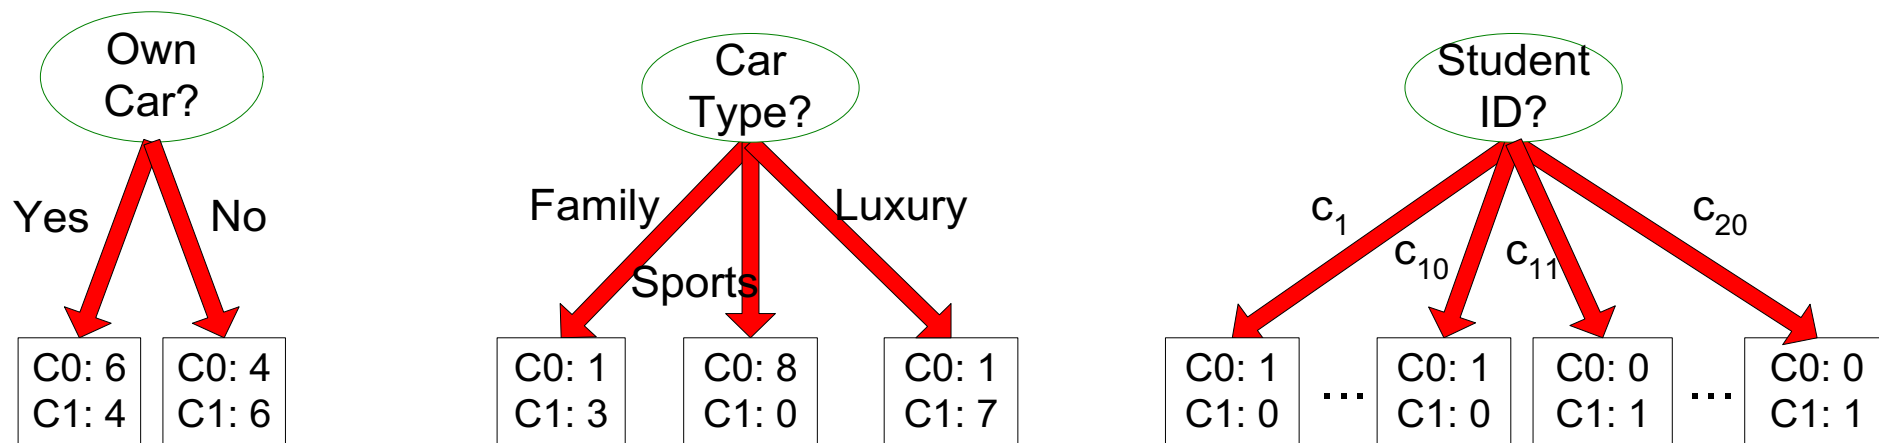 Own
Car?
Yes
No
C0: 6
C1: 4
C0: 4
C1: 6
Car
Type?
Family
Sports
Luxury
C0: 1
C1: 3
C0: 8
C1: 0
C0: 1
C1: 7
Student
ID?
c₁
c₁₀
c₁₁
c₂₀
C0: 1
C1: 0
...
C0: 1
C1: 0
C0: 0
C1: 1
...
C0: 0
C1: 1